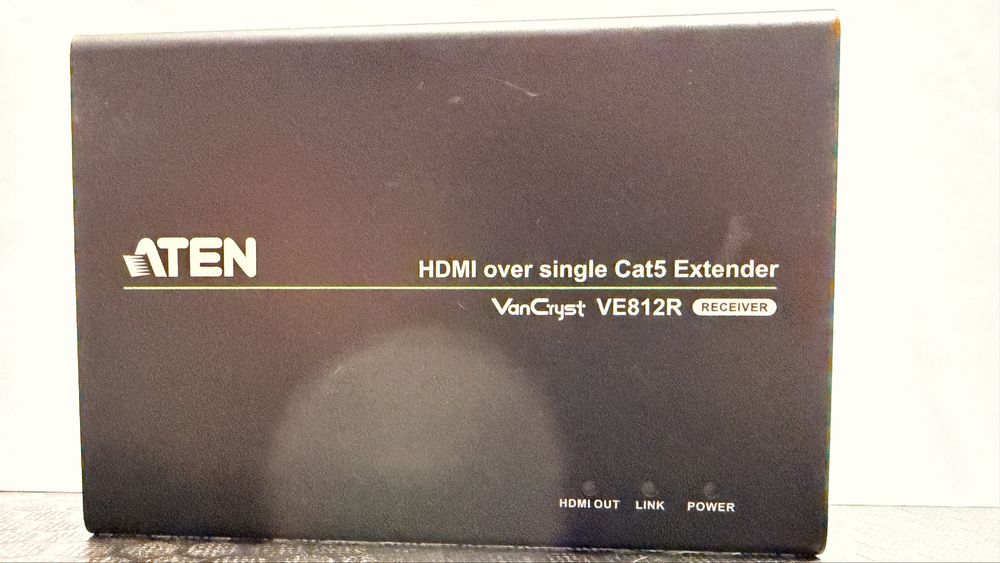 ATEN
HDMI over single Cat5 Extender
VanCryst VE812R RECEIVER
HDMI OUT LINK POWER